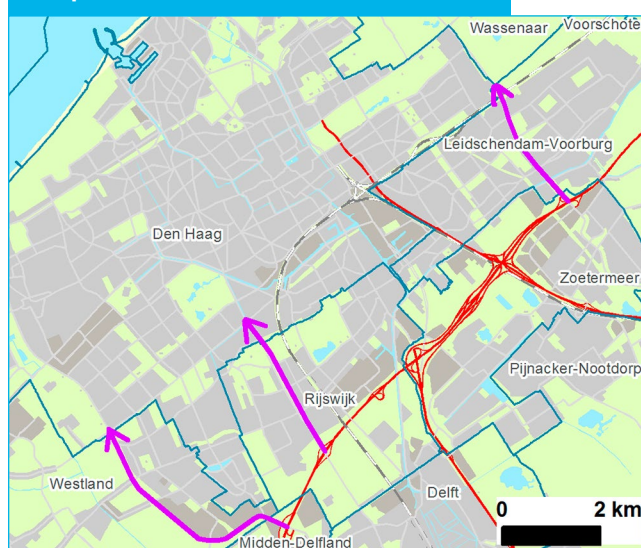 Wassenaar Voorschote
Leidschendam-Voorburg
Den Haag
Zoetermeer
Pijnacker-Nootdorp
Rijswijk
Westland
Delft
0 2 km
Midden-Delfland